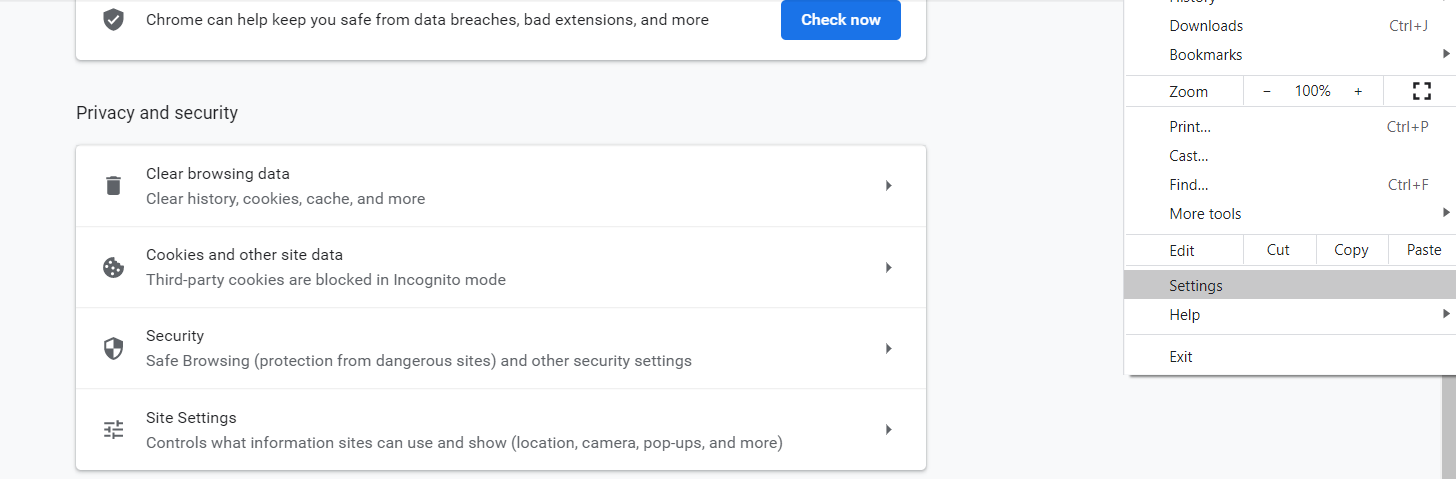 Chrome can help keep you safe from data breaches, bad extensions, and more
Check now
Privacy and security
Clear browsing data
Clear history, cookies, cache, and more
Cookies and other site data
Third-party cookies are blocked in Incognito mode
Security
Safe Browsing (protection from dangerous sites) and other security settings
Site Settings
Controls what information sites can use and show (location, camera, pop-ups, and more)
History
Downloads Ctrl+J
Bookmarks
Zoom − 100% +
Print... Ctrl+P
Cast...
Find... Ctrl+F
More tools
Edit Cut Copy Paste
Settings
Help
Exit